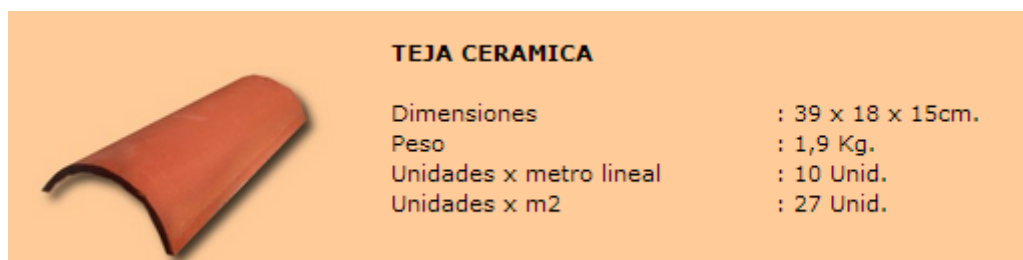 TEJA CERAMICA
Dimensiones : 39 x 18 x 15cm.
Peso : 1,9 Kg.
Unidades x metro lineal : 10 Unid.
Unidades x m2 : 27 Unid.